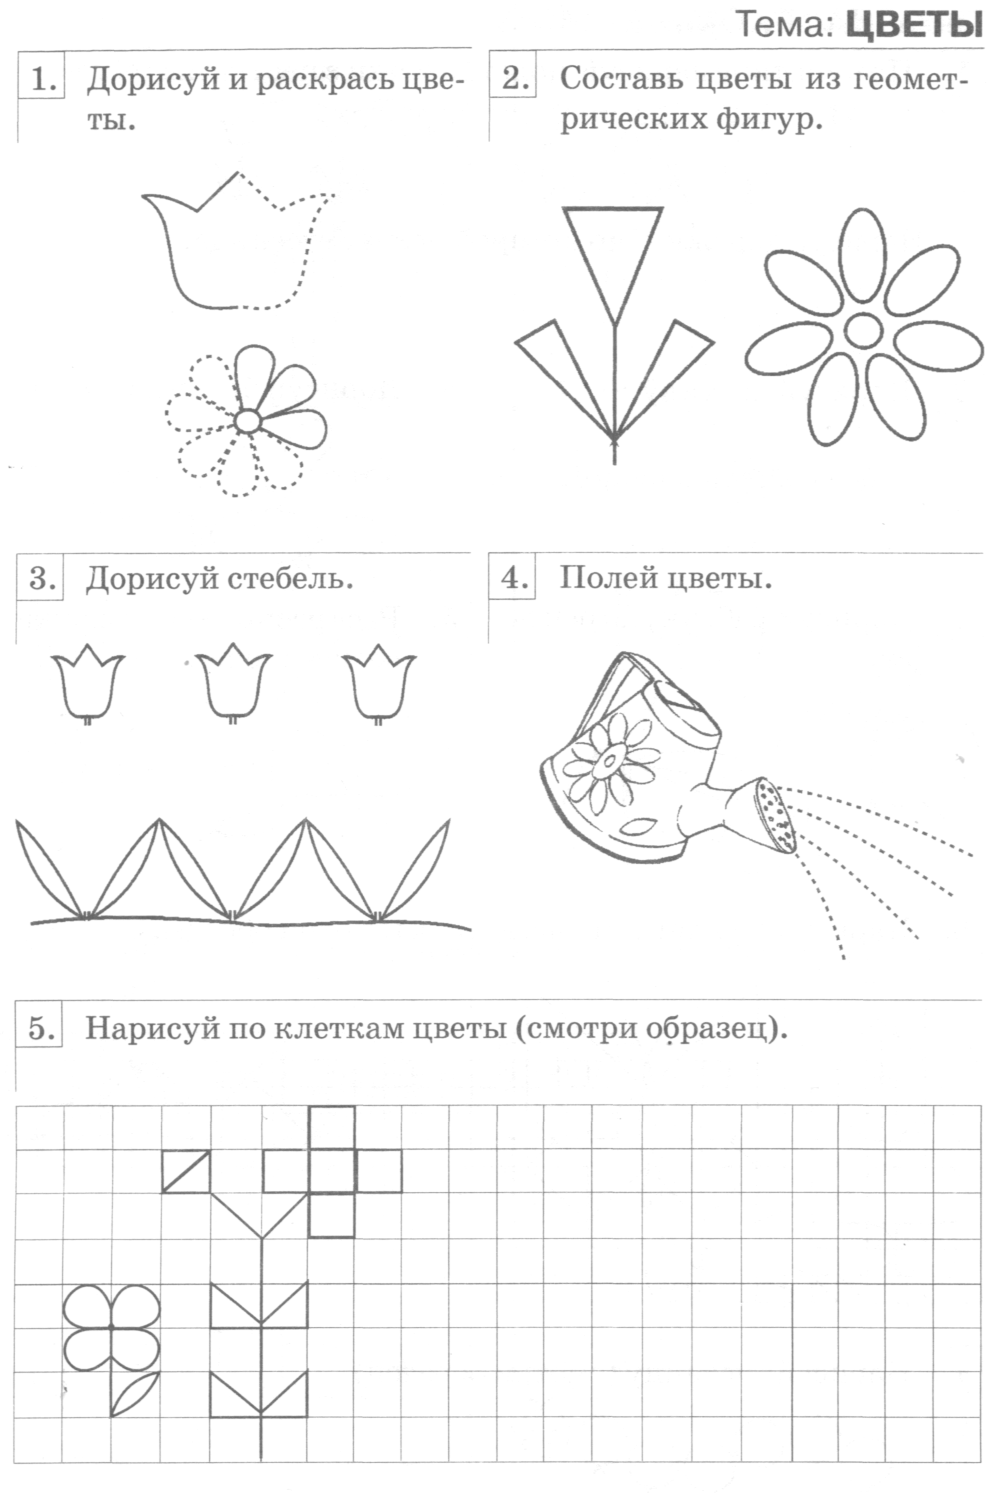 Тема: ЦВЕТЫ
1. Дорисуй и раскрась цве-
ты.
2. Составь цветы из геомет-
рических фигур.
3. Дорисуй стебель.
4. Полей цветы.
5. Нарисуй по клеткам цветы (смотри образец).